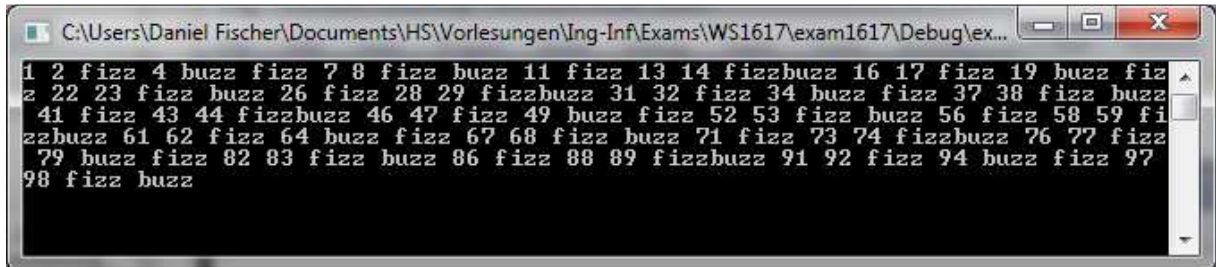 C:\Users\Daniel Fischer\Documents\HS\Vorlesungen\Ing-Inf\Exams\WS1617\exam1617\Debug\ex...
1 2 fizz 4 buzz fizz 7 8 fizz buzz 11 fizz 13 14 fizzbuzz 16 17 fizz 19 buzz fiz
z 22 23 fizz buzz 26 fizz 28 29 fizzbuzz 31 32 fizz 34 buzz fizz 37 38 fizz buzz
 41 fizz 43 44 fizzbuzz 46 47 fizz 49 buzz fizz 52 53 fizz buzz 56 fizz 58 59 fi
zzbuzz 61 62 fizz 64 buzz fizz 67 68 fizz buzz 71 fizz 73 74 fizzbuzz 76 77 fizz
 79 buzz fizz 82 83 fizz buzz 86 fizz 88 89 fizzbuzz 91 92 fizz 94 buzz fizz 97
98 fizz buzz